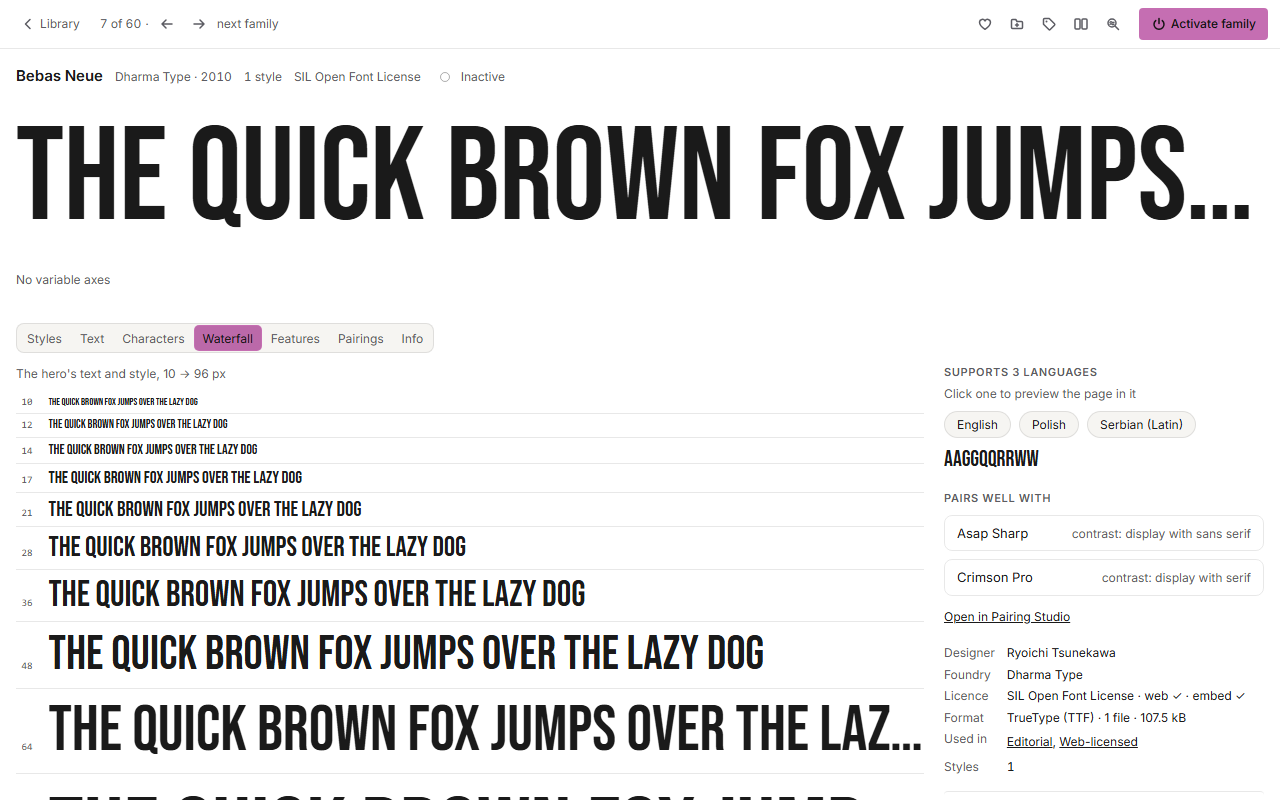 Library 7 of 60 · ← → next family Activate family
Bebas Neue Dharma Type · 2010 1 style SIL Open Font License Inactive
THE QUICK BROWN FOX JUMPS...
No variable axes
Styles Text Characters Waterfall Features Pairings Info
The hero's text and style, 10 → 96 px
10 THE QUICK BROWN FOX JUMPS OVER THE LAZY DOG
12 THE QUICK BROWN FOX JUMPS OVER THE LAZY DOG
14 THE QUICK BROWN FOX JUMPS OVER THE LAZY DOG
17 THE QUICK BROWN FOX JUMPS OVER THE LAZY DOG
21 THE QUICK BROWN FOX JUMPS OVER THE LAZY DOG
28 THE QUICK BROWN FOX JUMPS OVER THE LAZY DOG
36 THE QUICK BROWN FOX JUMPS OVER THE LAZY DOG
48 THE QUICK BROWN FOX JUMPS OVER THE LAZY DOG
64 THE QUICK BROWN FOX JUMPS OVER THE LAZ...
SUPPORTS 3 LANGUAGES
Click one to preview the page in it
English Polish Serbian (Latin)
AAGGQQRRWW
PAIRS WELL WITH
Asap Sharp contrast: display with sans serif
Crimson Pro contrast: display with serif
Open in Pairing Studio
Designer Ryoichi Tsunekawa
Foundry Dharma Type
Licence SIL Open Font License · web ✓ · embed ✓
Format TrueType (TTF) · 1 file · 107.5 kB
Used in Editorial, Web-licensed
Styles 1